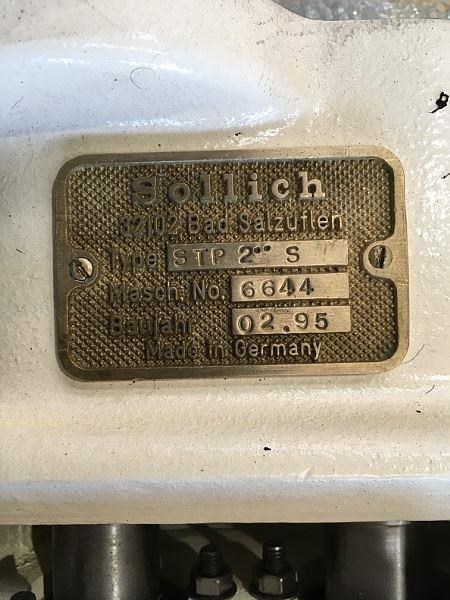 Sollich
32102 Bad Salzuflen
Type STP 2" S
Masch. No. 6644
Baujahr 02.95
Made in Germany